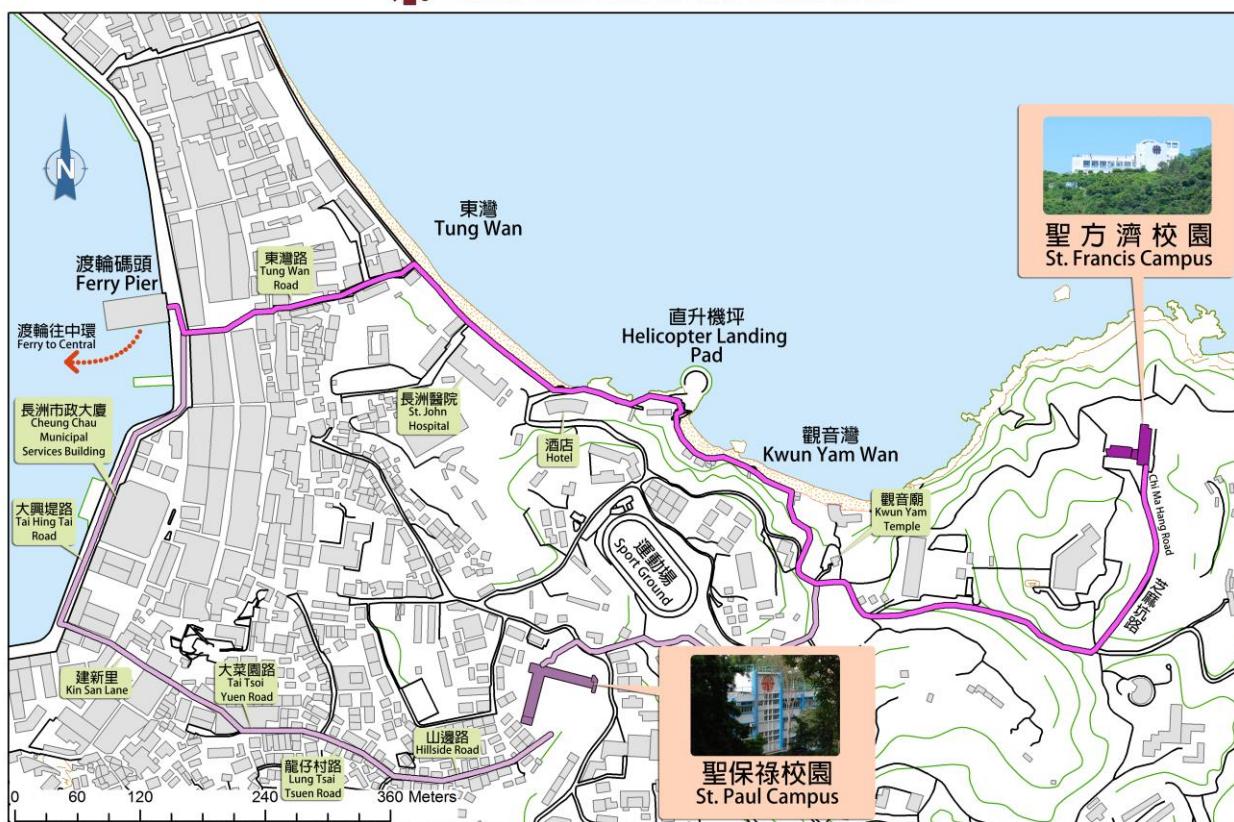 N
東灣
Tung Wan
聖方濟校園
St. Francis Campus
渡輪碼頭
Ferry Pier
東灣路
Tung Wan
Road
渡輪往中環
Ferry to Central
直升機坪
Helicopter Landing
Pad
長洲市政大廈
Cheung Chau
Municipal
Services Building
長洲醫院
St. John
Hospital
酒店
Hotel
觀音灣
Kwun Yam Wan
觀音廟
Kwun Yam
Temple
大興堤路
Tai Hing Tai
Road
運動場
Sport Ground
Chi Ma Hang Road
芝麻坑路
建新里
Kin San Lane
大菜園路
Tai Tsoi
Yuen Road
山邊路
Hillside Road
龍仔村路
Lung Tsai
Tsuen Road
聖保祿校園
St. Paul Campus
0 60 120 240 360 Meters